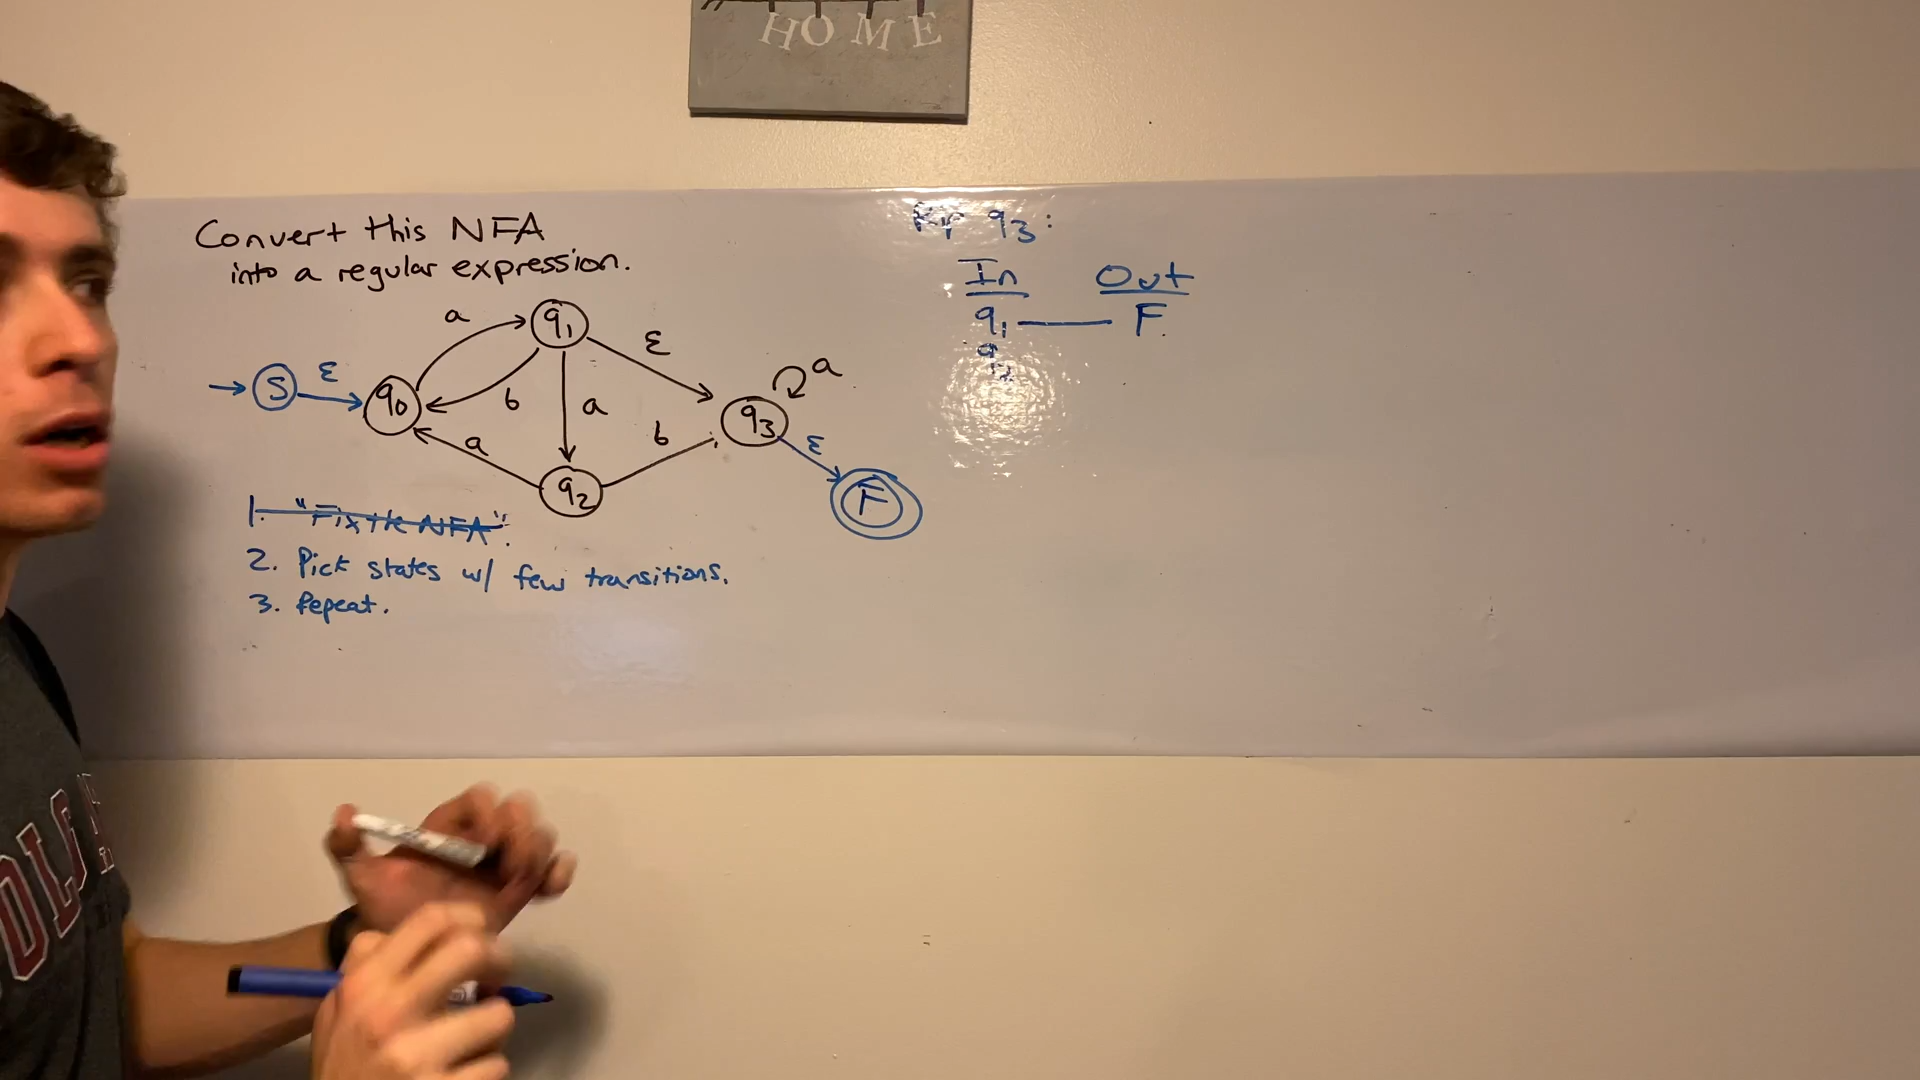 HOME
Convert this NFA
into a regular expression.
a
q1
ε
S
ε
q0
b
a
a
b
q3
a
ε
a
q2
F
1. "Fix the NFA".
2. Pick states w/ few transitions.
3. Repeat.
Rip q3:
In Out
q1 F
q2